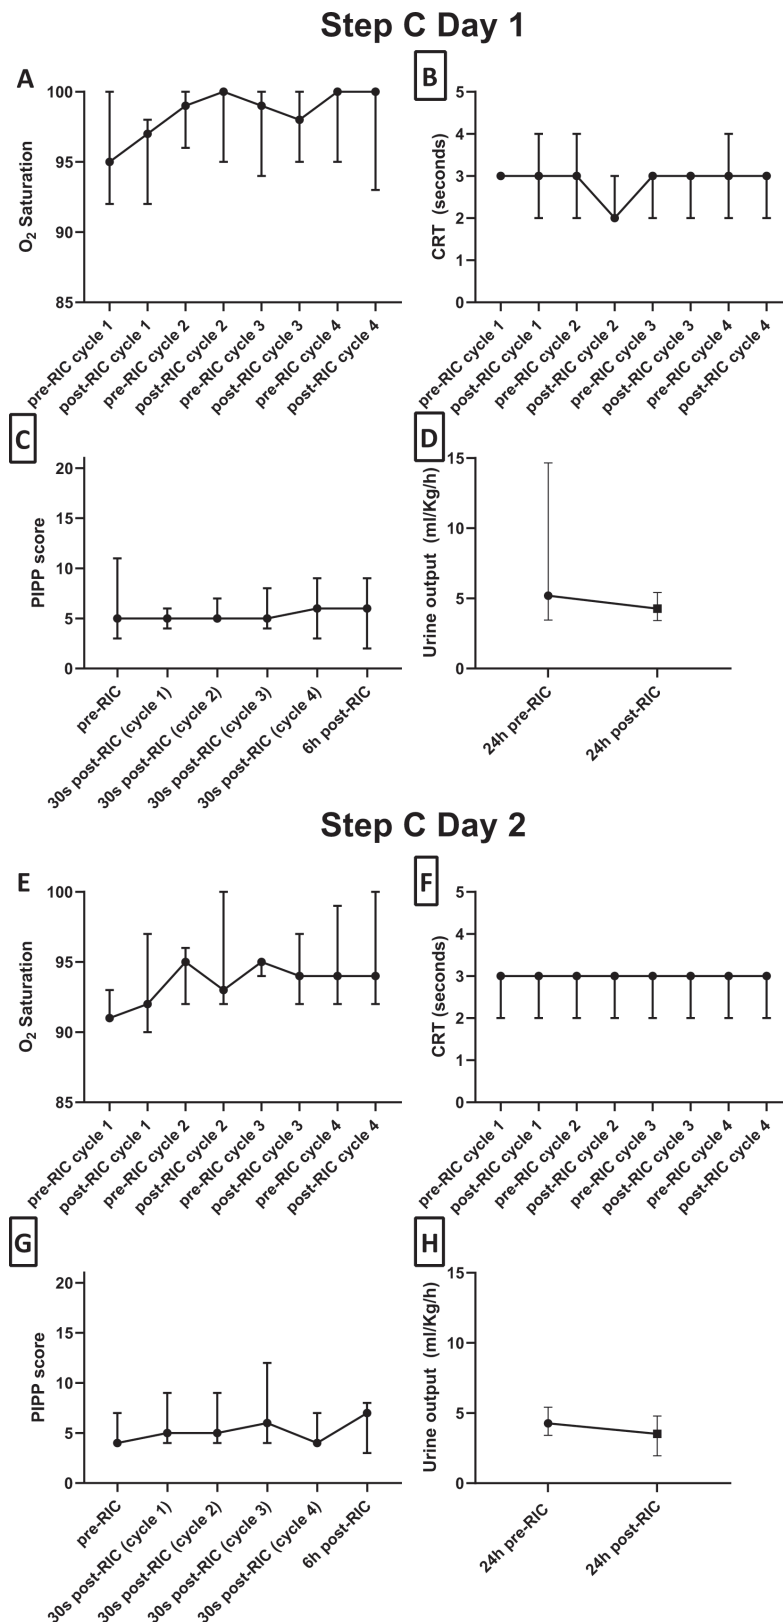 Step C Day 1
A
100
95
90
85
O2 Saturation
pre-RIC cycle 1
post-RIC cycle 1
pre-RIC cycle 2
post-RIC cycle 2
pre-RIC cycle 3
post-RIC cycle 3
pre-RIC cycle 4
post-RIC cycle 4
B
5
4
3
2
1
0
CRT (seconds)
pre-RIC cycle 1
post-RIC cycle 1
pre-RIC cycle 2
post-RIC cycle 2
pre-RIC cycle 3
post-RIC cycle 3
pre-RIC cycle 4
post-RIC cycle 4
C
20
15
10
5
0
PIPP score
pre-RIC
30s post-RIC (cycle 1)
30s post-RIC (cycle 2)
30s post-RIC (cycle 3)
30s post-RIC (cycle 4)
6h post-RIC
D
15
10
5
0
Urine output (ml/Kg/h)
24h pre-RIC
24h post-RIC
Step C Day 2
E
100
95
90
85
O2 Saturation
pre-RIC cycle 1
post-RIC cycle 1
pre-RIC cycle 2
post-RIC cycle 2
pre-RIC cycle 3
post-RIC cycle 3
pre-RIC cycle 4
post-RIC cycle 4
F
5
4
3
2
1
0
CRT (seconds)
pre-RIC cycle 1
post-RIC cycle 1
pre-RIC cycle 2
post-RIC cycle 2
pre-RIC cycle 3
post-RIC cycle 3
pre-RIC cycle 4
post-RIC cycle 4
G
20
15
10
5
0
PIPP score
pre-RIC
30s post-RIC (cycle 1)
30s post-RIC (cycle 2)
30s post-RIC (cycle 3)
30s post-RIC (cycle 4)
6h post-RIC
H
15
10
5
0
Urine output (ml/Kg/h)
24h pre-RIC
24h post-RIC